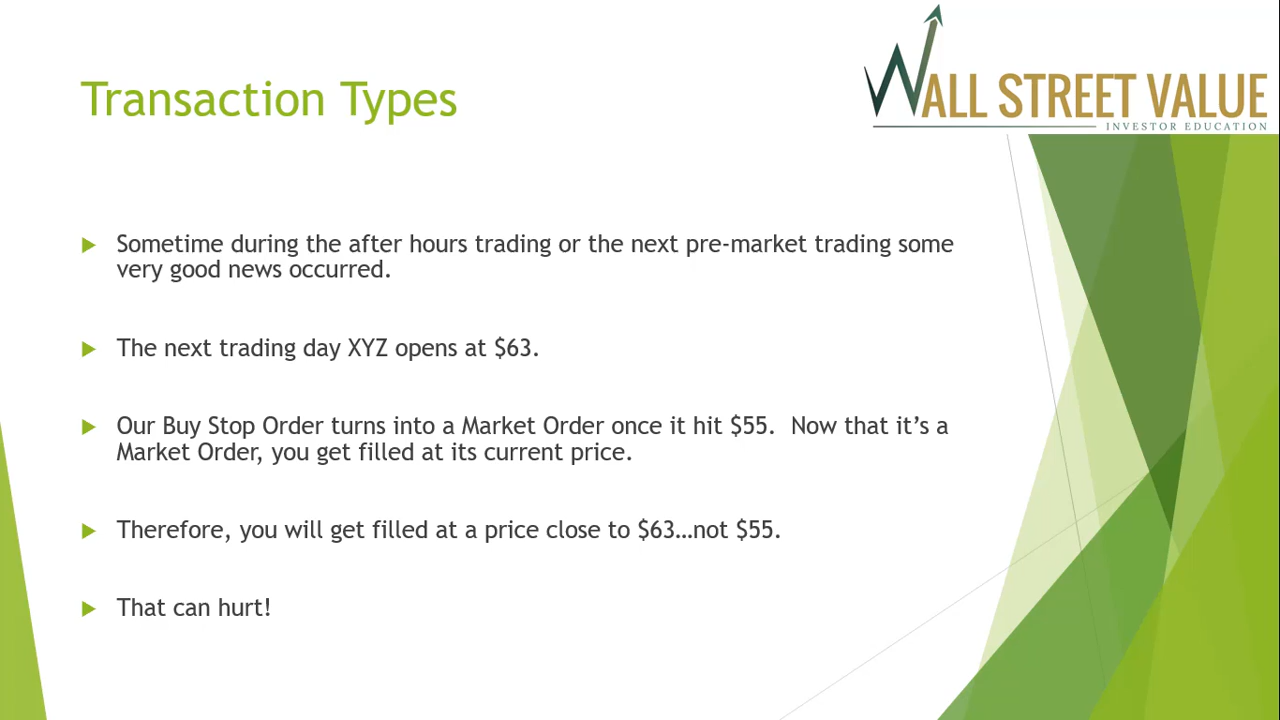 Transaction Types
WALL STREET VALUE
INVESTOR EDUCATION
Sometime during the after hours trading or the next pre-market trading some
very good news occurred.
The next trading day XYZ opens at $63.
Our Buy Stop Order turns into a Market Order once it hit $55.  Now that it’s a
Market Order, you get filled at its current price.
Therefore, you will get filled at a price close to $63…not $55.
That can hurt!